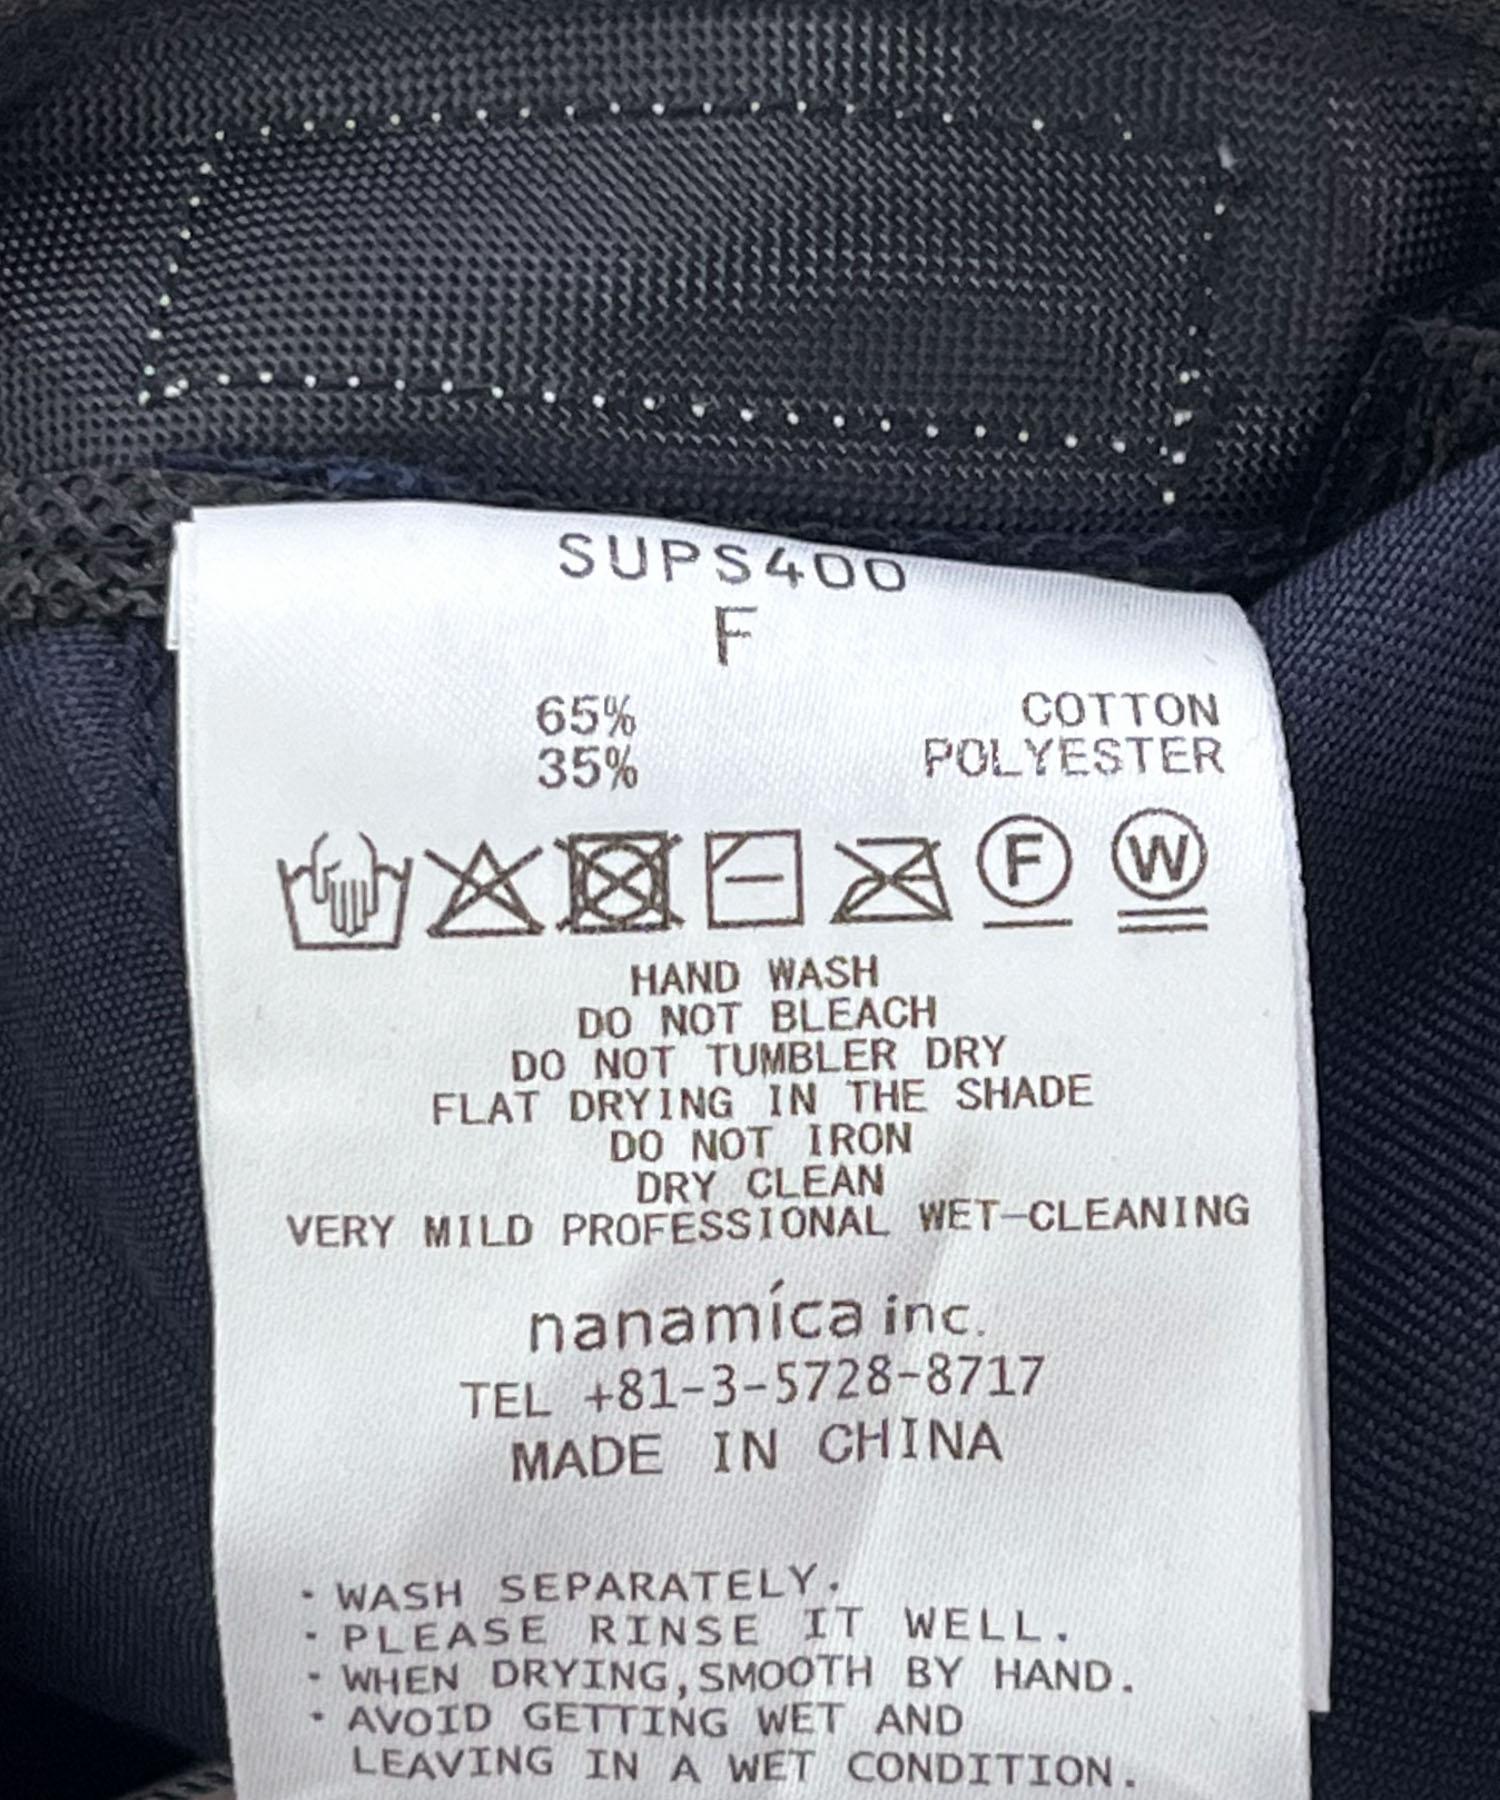 SUPS400
F
65% COTTON
35% POLYESTER
F W
HAND WASH
DO NOT BLEACH
DO NOT TUMBLER DRY
FLAT DRYING IN THE SHADE
DO NOT IRON
DRY CLEAN
VERY MILD PROFESSIONAL WET-CLEANING
nanamíca inc.
TEL +81-3-5728-8717
MADE IN CHINA
・WASH SEPARATELY.
・PLEASE RINSE IT WELL.
・WHEN DRYING,SMOOTH BY HAND.
・AVOID GETTING WET AND
LEAVING IN A WET CONDITION.